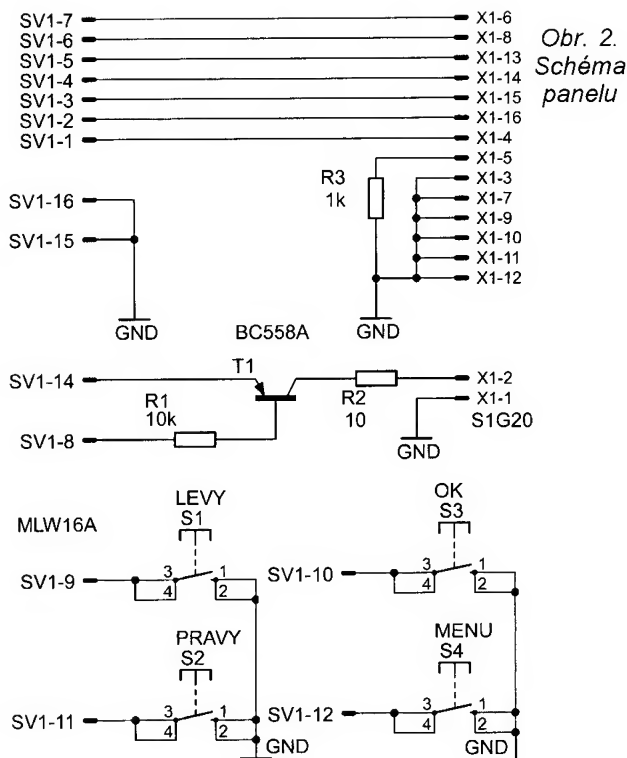 SV1-7 X1-6
SV1-6 X1-8
SV1-5 X1-13
SV1-4 X1-14
SV1-3 X1-15
SV1-2 X1-16
SV1-1 X1-4
Obr. 2.
Schéma
panelu
X1-5
R3
1k
X1-3
X1-7
X1-9
X1-10
X1-11
X1-12
SV1-16
SV1-15
GND
GND
BC558A
SV1-14
T1
R1
10k
SV1-8
R2
10
X1-2
X1-1
S1G20
GND
MLW16A
LEVY
S1
SV1-9
3 1
4 2
OK
S3
SV1-10
3 1
4 2
PRAVY
S2
SV1-11
3 1
4 2
GND
MENU
S4
SV1-12
3 1
4 2
GND